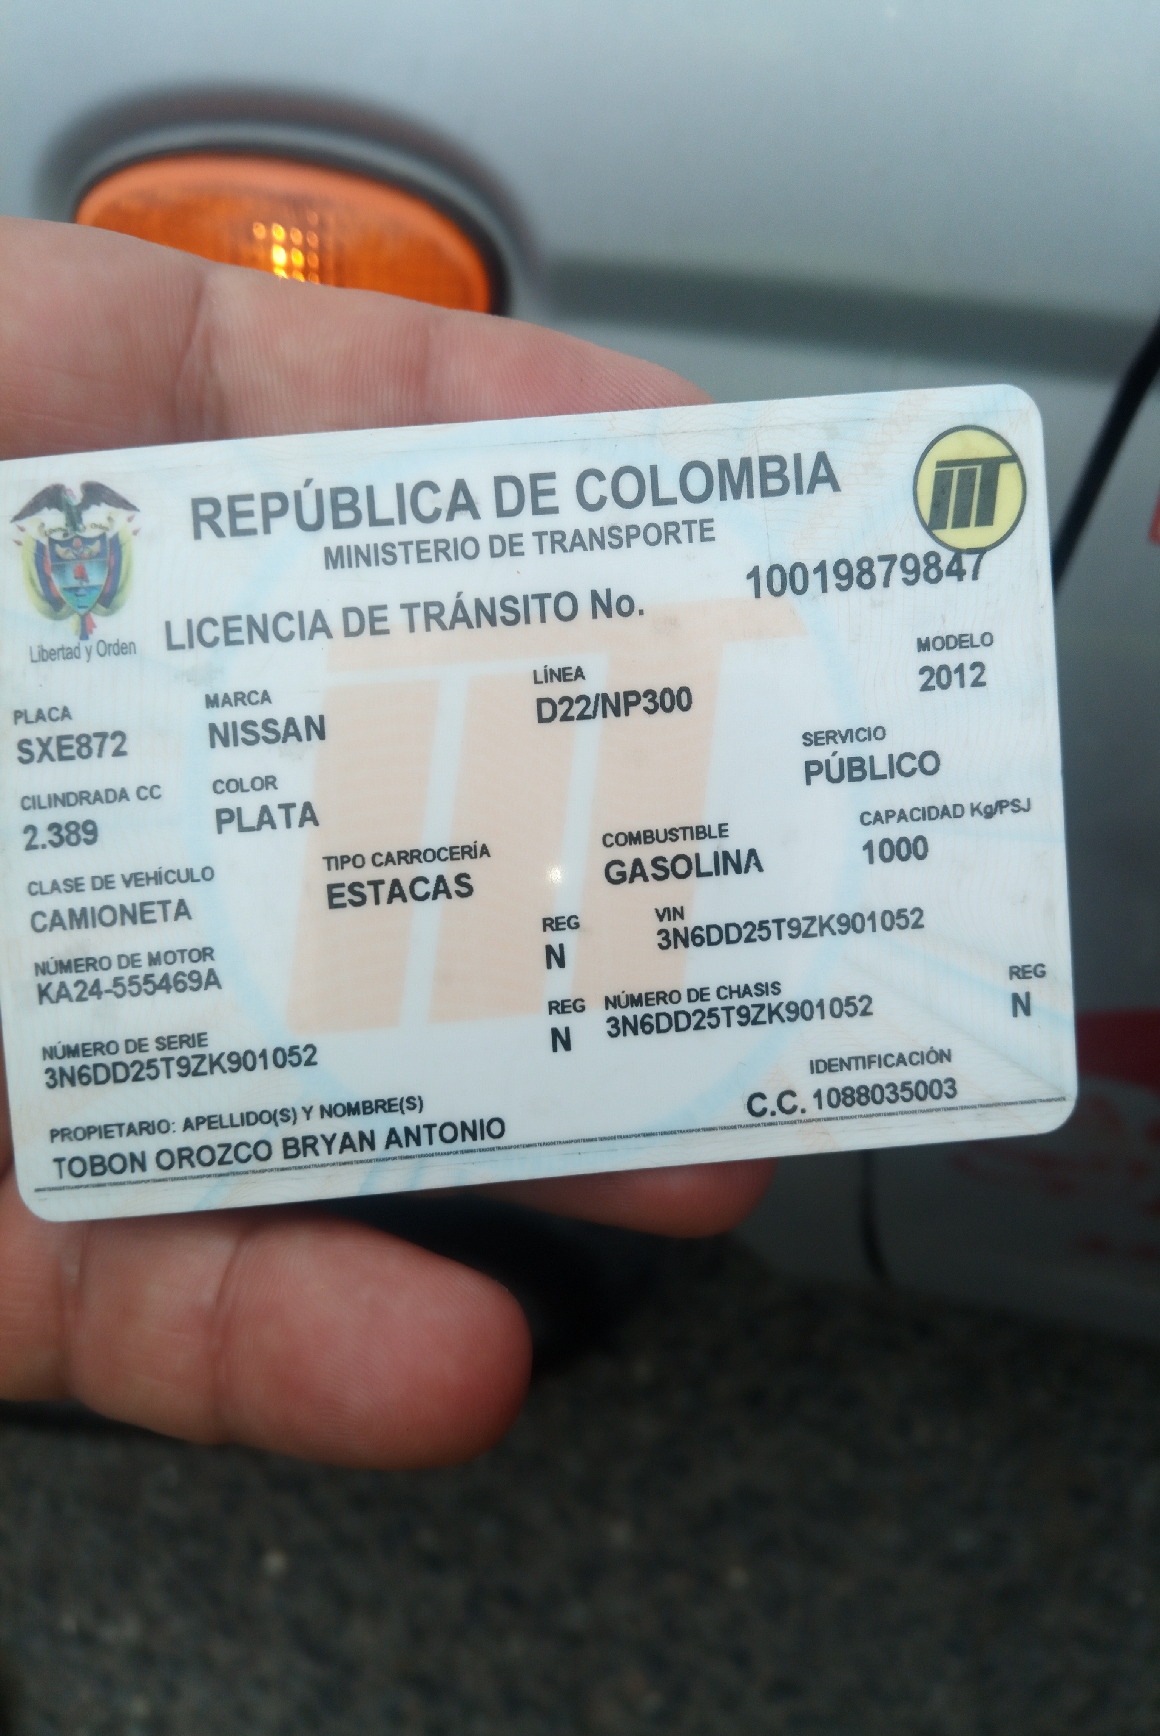 REPÚBLICA DE COLOMBIA
MINISTERIO DE TRANSPORTE
Libertad y Orden
LICENCIA DE TRÁNSITO No. 10019879847
PLACA MARCA LÍNEA MODELO
SXE872 NISSAN D22/NP300 2012
CILINDRADA CC COLOR SERVICIO
2.389 PLATA PÚBLICO
CLASE DE VEHÍCULO TIPO CARROCERÍA COMBUSTIBLE CAPACIDAD Kg/PSJ
CAMIONETA ESTACAS GASOLINA 1000
NÚMERO DE MOTOR REG VIN
KA24-555469A N 3N6DD25T9ZK901052
NÚMERO DE SERIE REG NÚMERO DE CHASIS REG
3N6DD25T9ZK901052 N 3N6DD25T9ZK901052 N
PROPIETARIO: APELLIDO(S) Y NOMBRE(S) IDENTIFICACIÓN
TOBON OROZCO BRYAN ANTONIO C.C. 1088035003